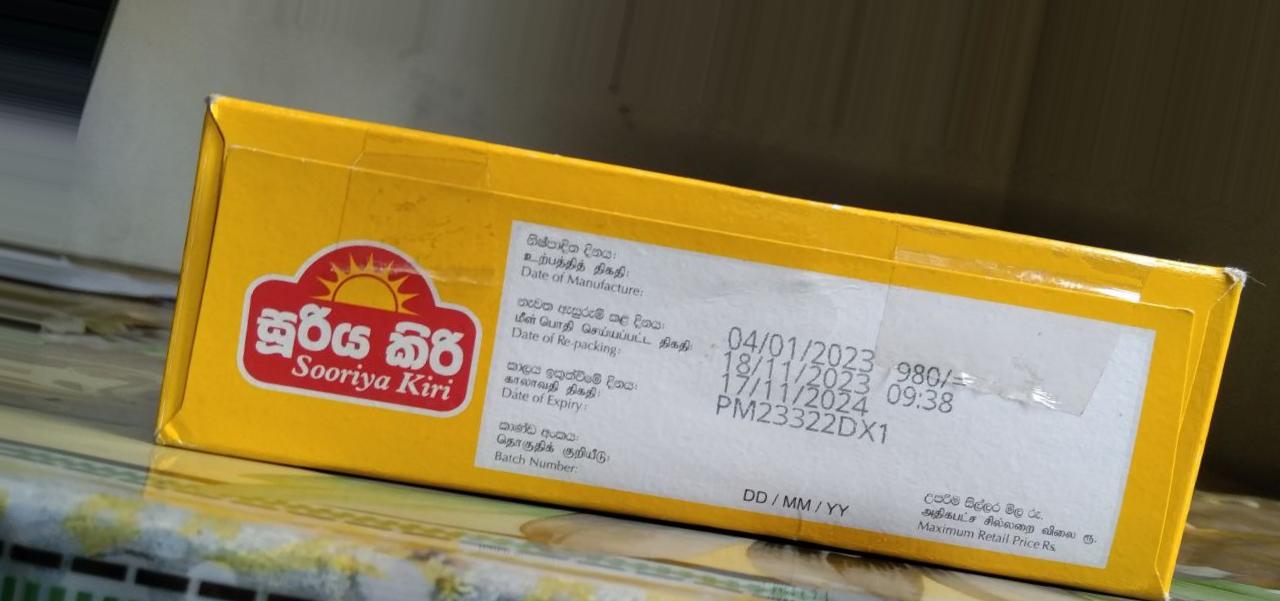 සූරිය කිරි
Sooriya Kiri
නිෂ්පාදිත දිනය:
உற்பத்தித் திகதி:
Date of Manufacture:
නැවත ඇසුරුම් කළ දිනය:
மீள் பொதி செய்யப்பட்ட திகதி:
Date of Re-packing:
කාලය ඉකුත්වීමේ දිනය:
காலாவதி திகதி:
Date of Expiry:
කාණ්ඩ අංකය:
தொகுதிக் குறியீடு:
Batch Number:
04/01/2023 980/=
18/11/2023 09:38
17/11/2024
PM23322DX1
DD / MM / YY
උපරිම සිල්ලර මිල රු.
அதிகபட்ச சில்லறை விலை ரூ.
Maximum Retail Price Rs.